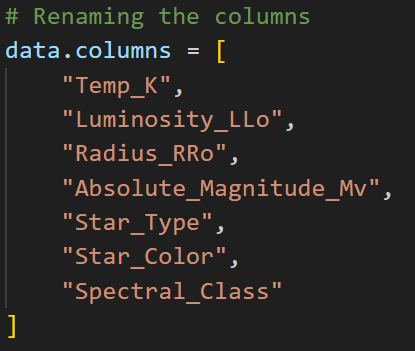 # Renaming the columns
data.columns = [
    "Temp_K",
    "Luminosity_LLo",
    "Radius_RRo",
    "Absolute_Magnitude_Mv",
    "Star_Type",
    "Star_Color",
    "Spectral_Class"
]